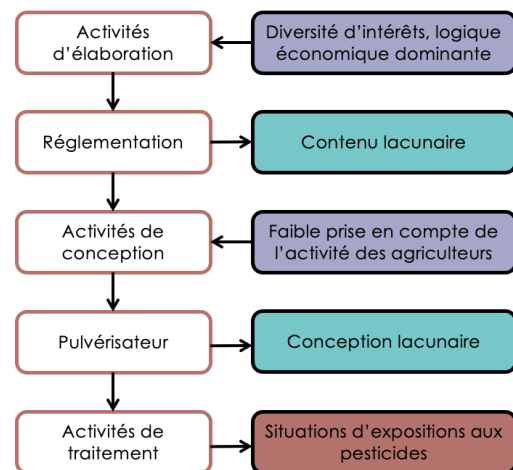 Activités
d'élaboration
Diversité d'intérêts, logique
économique dominante
Réglementation
Contenu lacunaire
Activités de
conception
Faible prise en compte de
l'activité des agriculteurs
Pulvérisateur
Conception lacunaire
Activités de
traitement
Situations d'expositions aux
pesticides